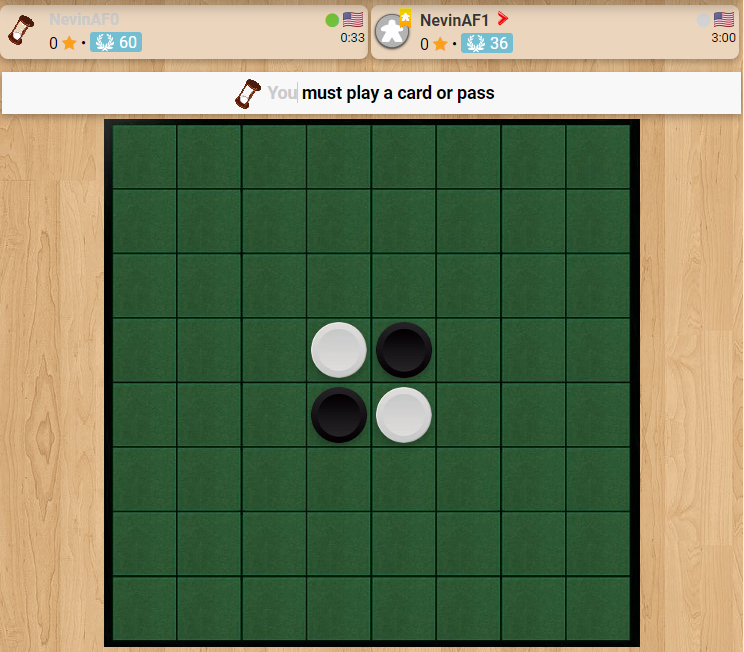 NevinAF0
0:33
0 • 60
NevinAF1
3:00
0 • 36
You must play a card or pass